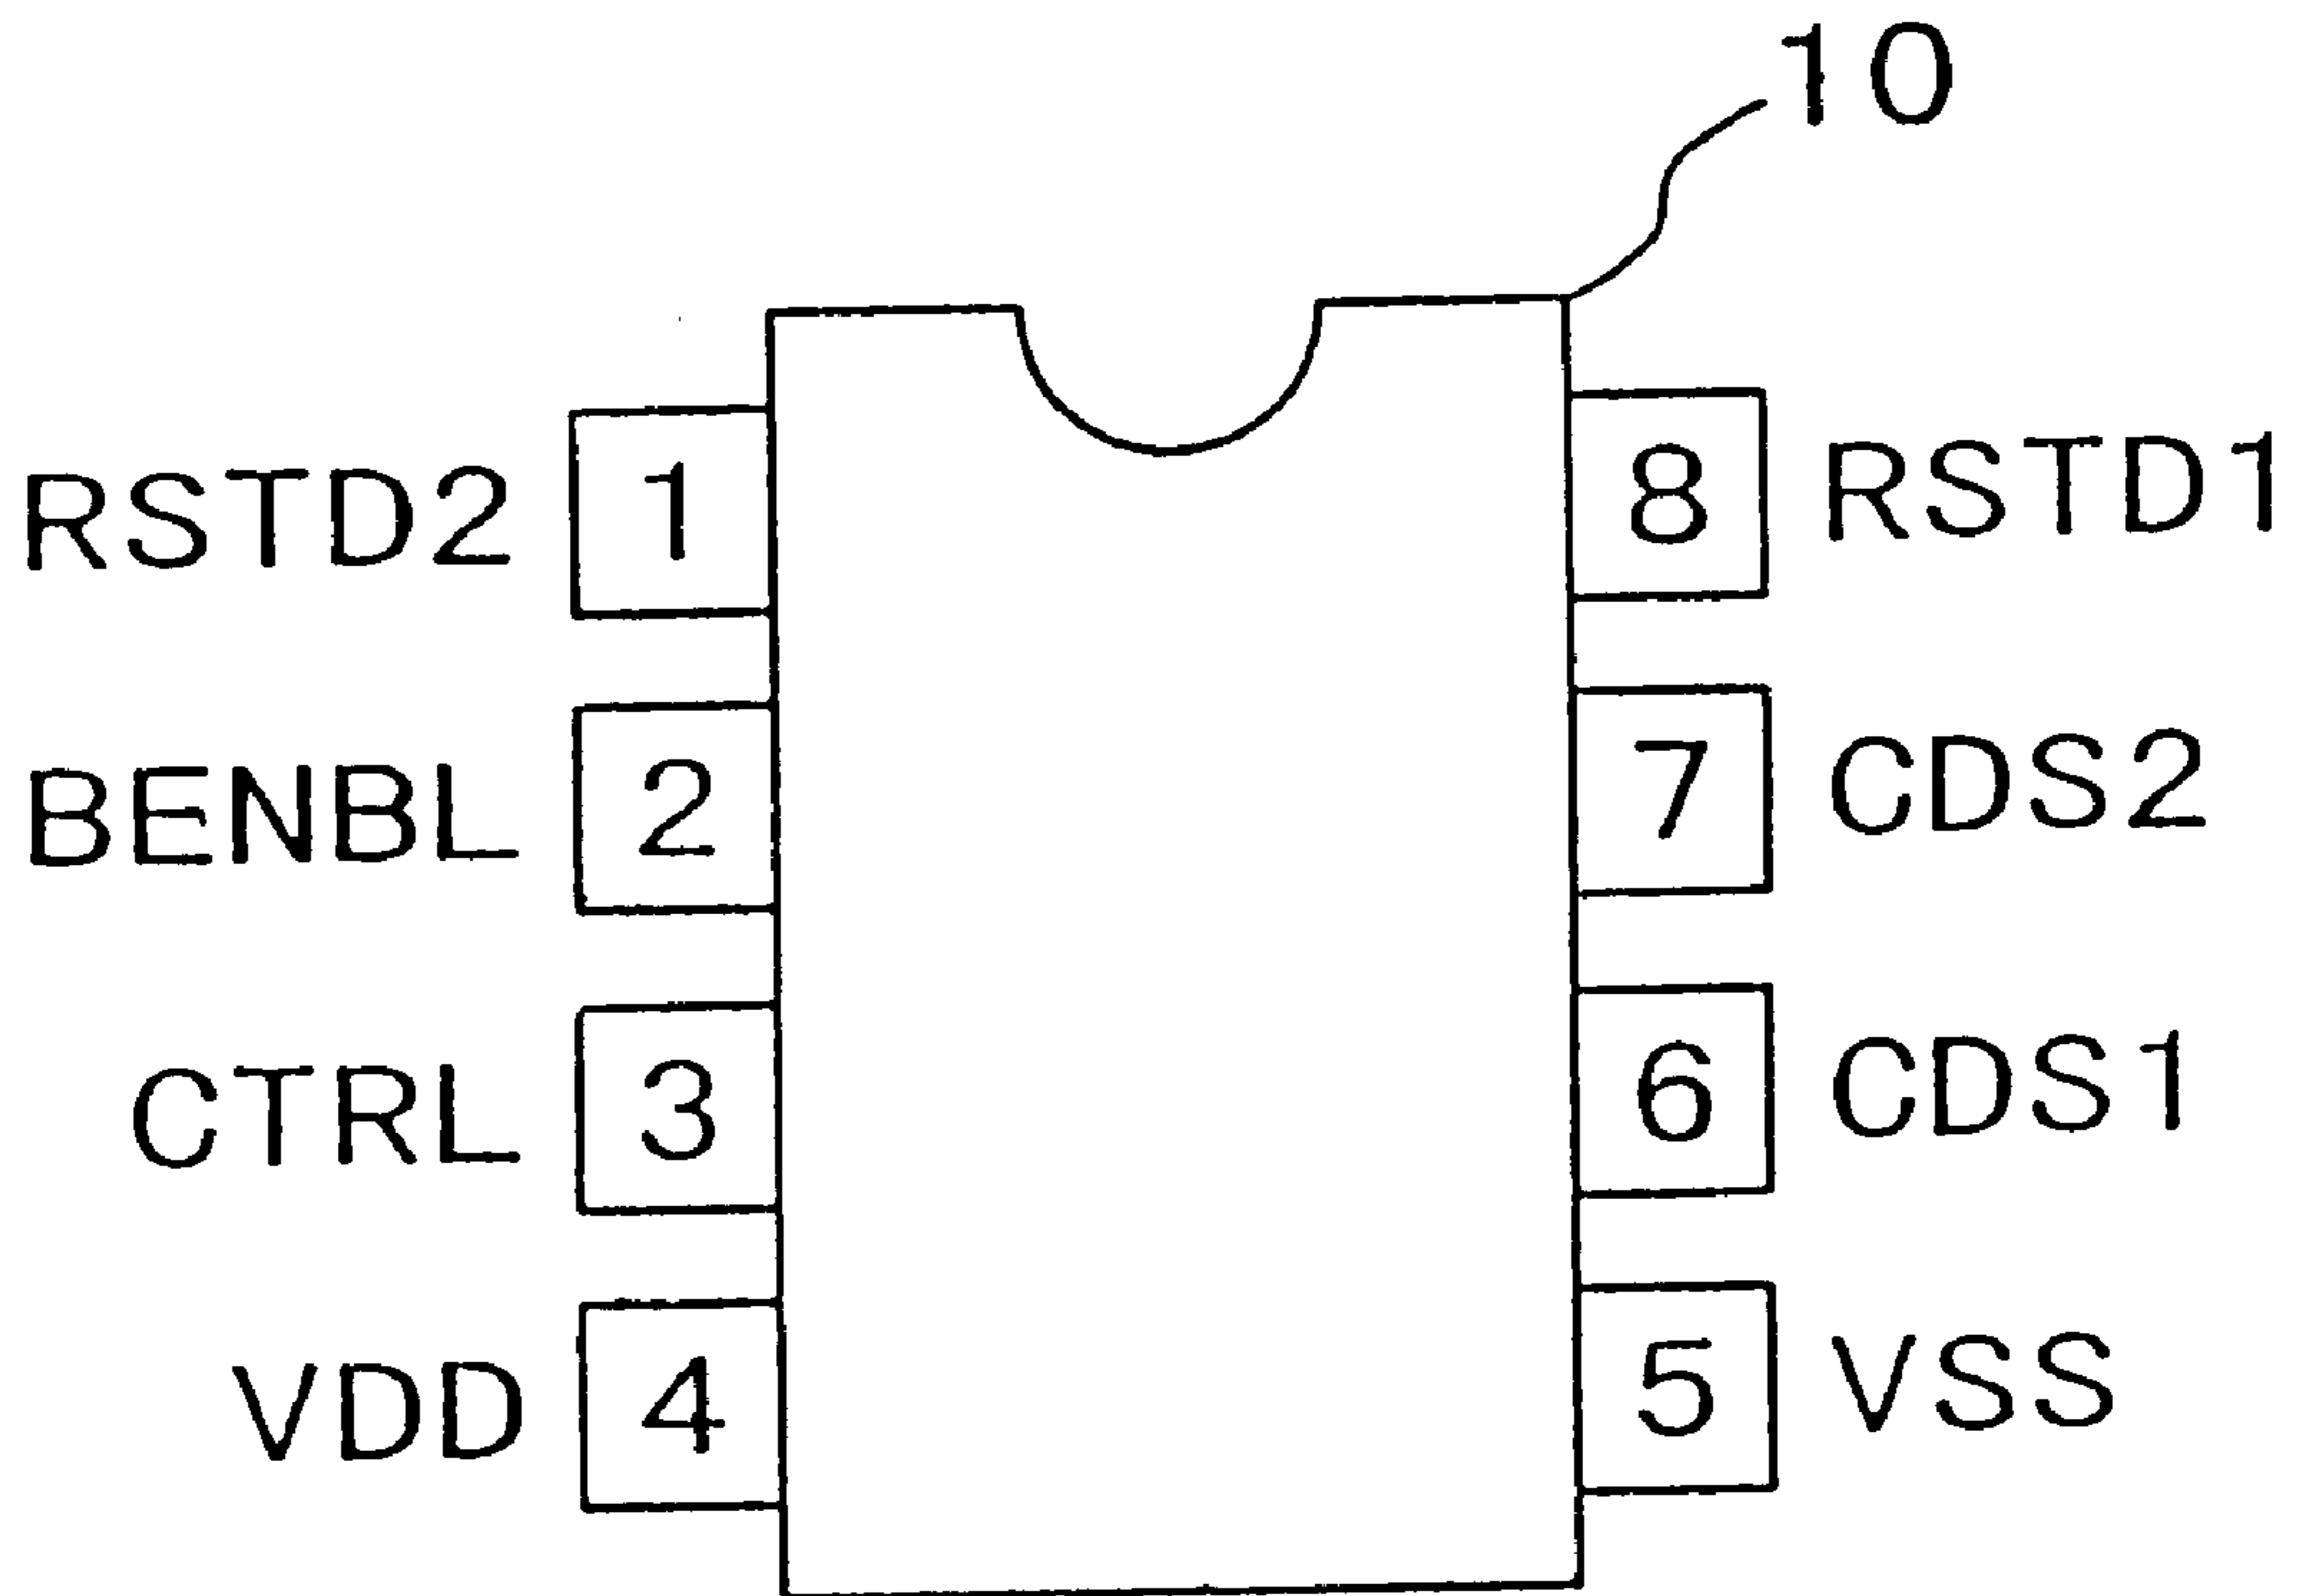 10
RSTD2 1 8 RSTD1
BENBL 2 7 CDS2
CTRL 3 6 CDS1
VDD 4 5 VSS